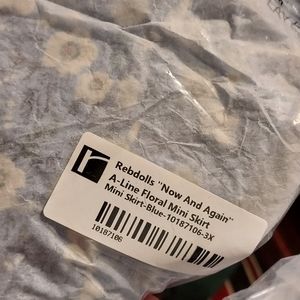 r
Rebdolls "Now And Again"
A-Line Floral Mini Skirt
Mini Skirt-Blue-10187106-3X
10187106